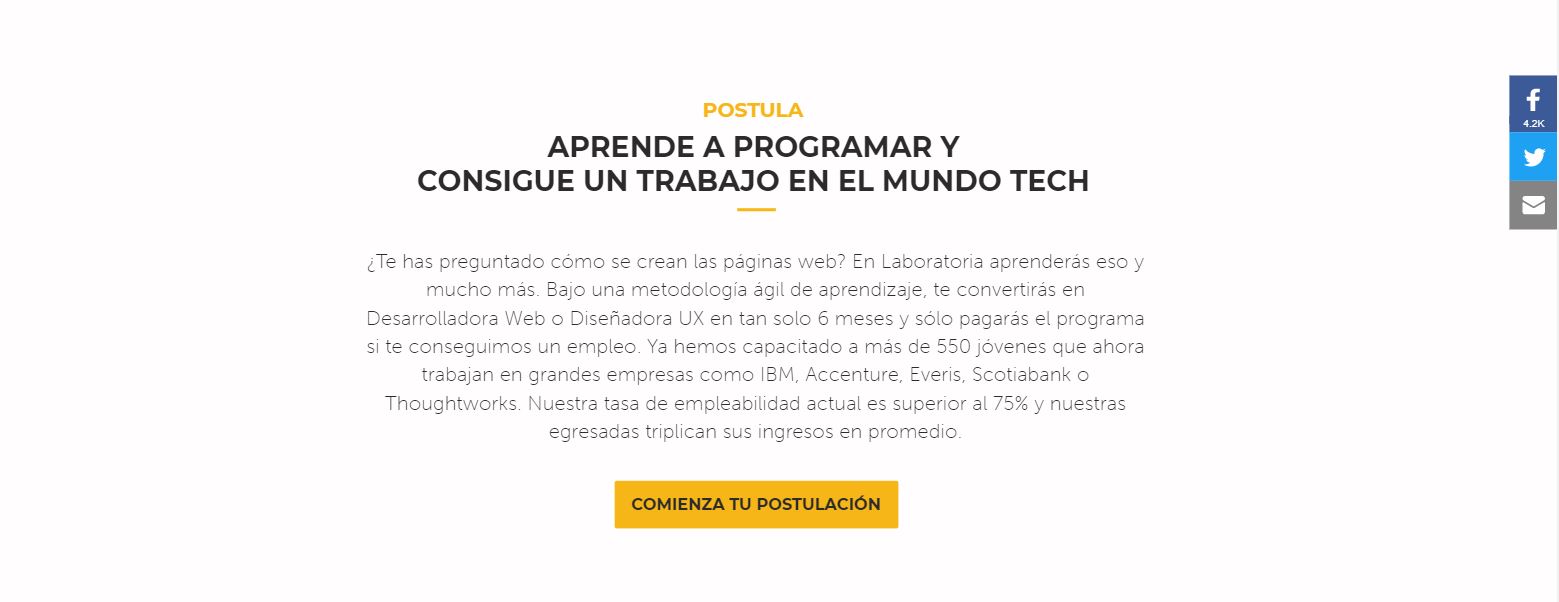 POSTULA
APRENDE A PROGRAMAR Y
CONSIGUE UN TRABAJO EN EL MUNDO TECH
¿Te has preguntado cómo se crean las páginas web? En Laboratoria aprenderás eso y
mucho más. Bajo una metodología ágil de aprendizaje, te convertirás en
Desarrolladora Web o Diseñadora UX en tan solo 6 meses y sólo pagarás el programa
si te conseguimos un empleo. Ya hemos capacitado a más de 550 jóvenes que ahora
trabajan en grandes empresas como IBM, Accenture, Everis, Scotiabank o
Thoughtworks. Nuestra tasa de empleabilidad actual es superior al 75% y nuestras
egresadas triplican sus ingresos en promedio.
COMIENZA TU POSTULACIÓN
4.2K